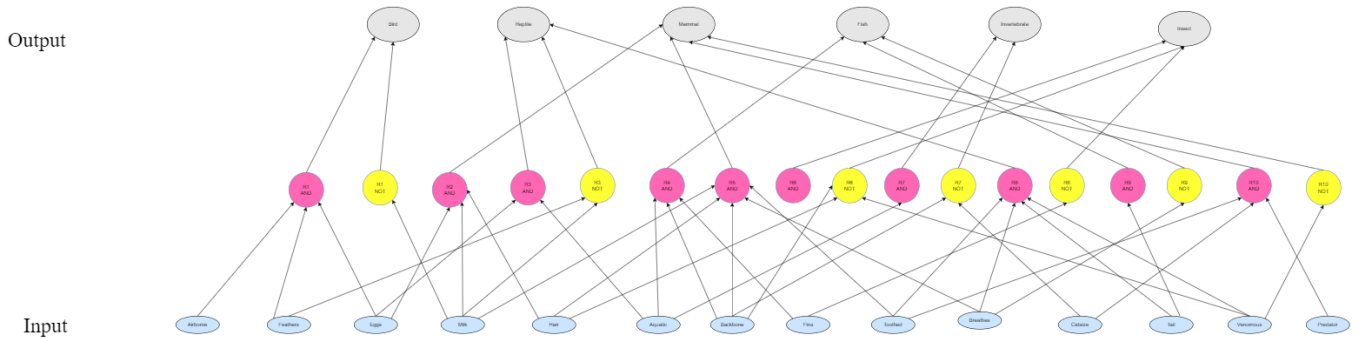 Output
Bird
Reptile
Mammal
Fish
Invertebrate
Insect
R1
AND
R1
NOT
R2
AND
R3
AND
R3
NOT
R4
AND
R5
AND
R6
AND
R6
NOT
R7
AND
R7
NOT
R8
AND
R8
NOT
R9
AND
R9
NOT
R10
AND
R10
NOT
Input
Airborne
Feathers
Eggs
Milk
Hair
Aquatic
Backbone
Fins
Toothed
Breathes
Catsize
Tail
Venomous
Predator